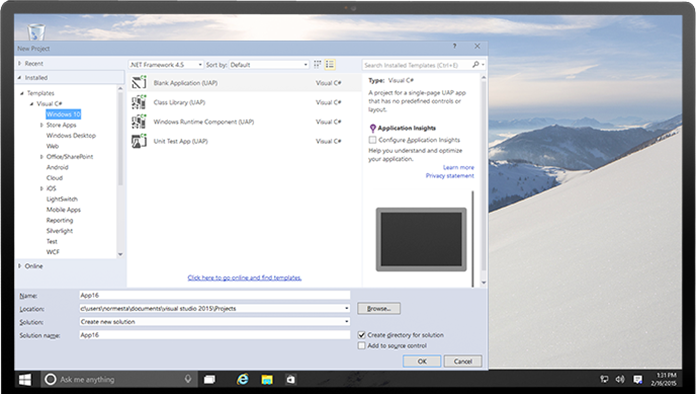 New Project
?
Recent
.NET Framework 4.5
Sort by:
Default
Search Installed Templates (Ctrl+E)
Installed
Templates
Visual C#
Windows 10
Store Apps
Windows Desktop
Web
Office/SharePoint
Android
Cloud
iOS
LightSwitch
Mobile Apps
Reporting
Silverlight
Test
WCF
Online
Blank Application (UAP) Visual C#
Class Library (UAP) Visual C#
Windows Runtime Component (UAP) Visual C#
Unit Test App (UAP) Visual C#
Click here to go online and find templates.
Type: Visual C#
A project for a single-page UAP app
that has no predefined controls or
layout.
Application Insights
Configure Application Insights
Help you understand and optimize
your application.
Learn more
Privacy statement
Name: App16
Location: c:\users\normesta\documents\visual studio 2015\Projects
Browse...
Solution: Create new solution
Solution name: App16
Create directory for solution
Add to source control
OK Cancel
Ask me anything
1:31 PM
2/16/2015